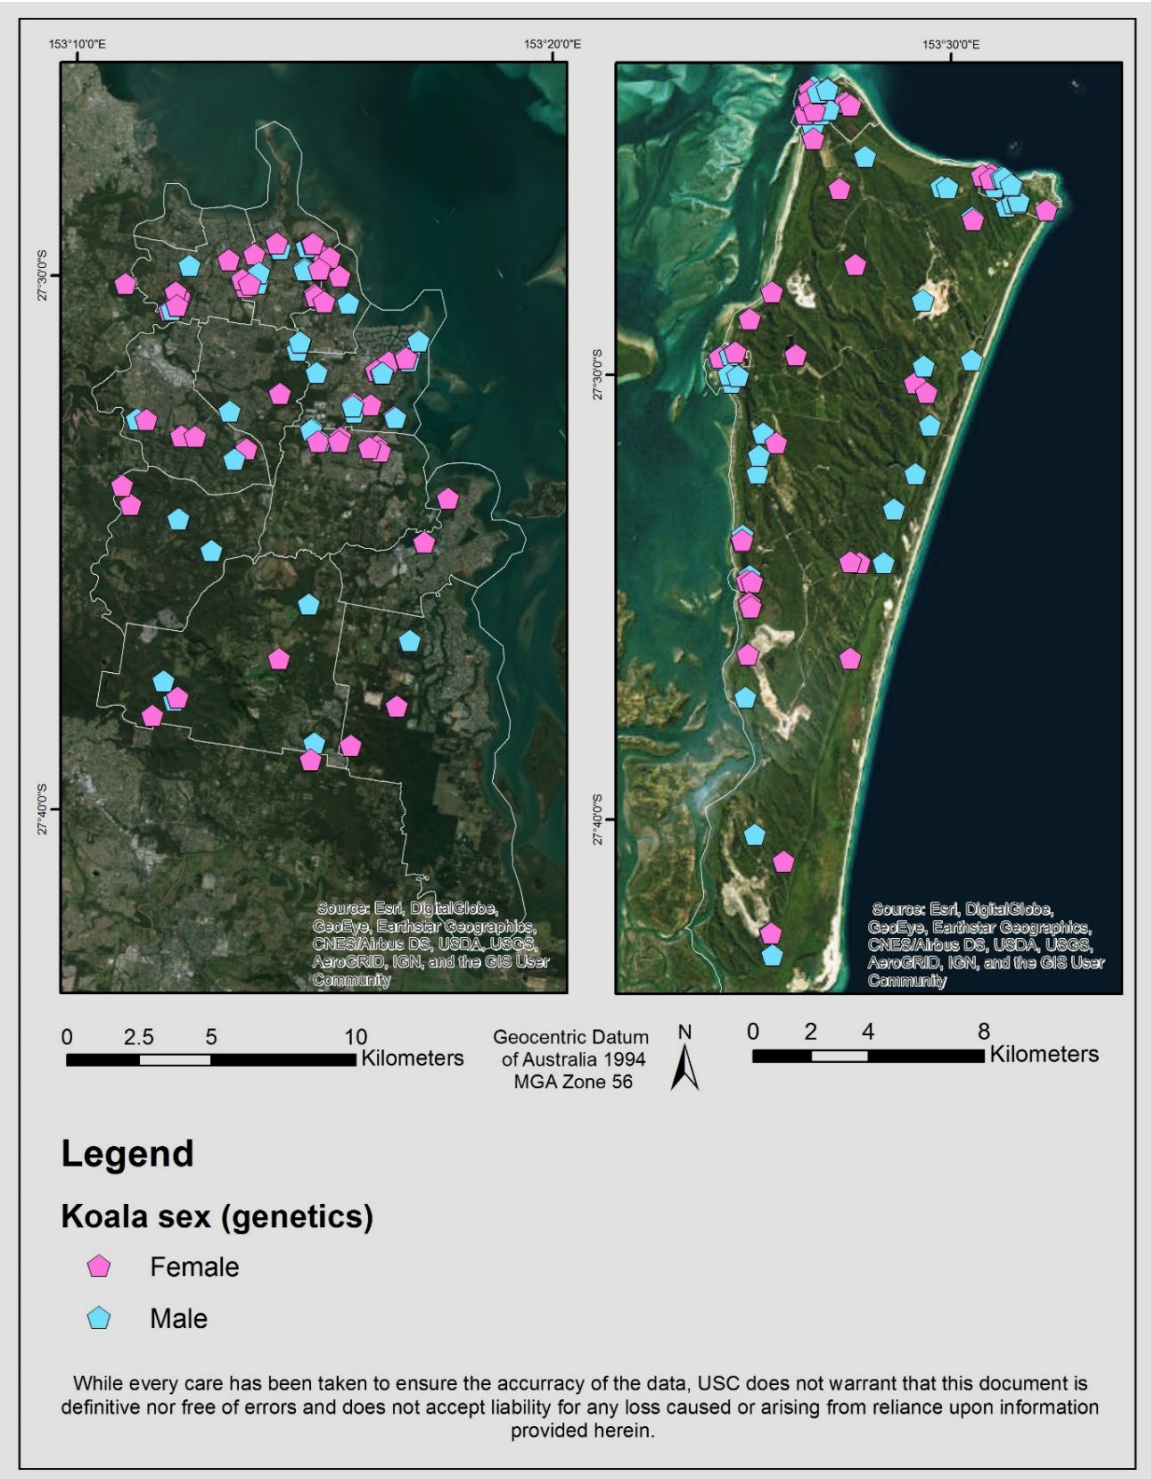 153°10'0"E
153°20'0"E
153°30'0"E
27°30'0"S
27°40'0"S
27°30'0"S
27°40'0"S
Source: Esri, DigitalGlobe,
GeoEye, Earthstar Geographics,
CNES/Airbus DS, USDA, USGS,
AeroGRID, IGN, and the GIS User
Community
Source: Esri, DigitalGlobe,
GeoEye, Earthstar Geographics,
CNES/Airbus DS, USDA, USGS,
AeroGRID, IGN, and the GIS User
Community
0 2.5 5 10
Kilometers
Geocentric Datum
of Australia 1994
MGA Zone 56
N
0 2 4 8
Kilometers
Legend
Koala sex (genetics)
Female
Male
While every care has been taken to ensure the accurracy of the data, USC does not warrant that this document is
definitive nor free of errors and does not accept liability for any loss caused or arising from reliance upon information
provided herein.